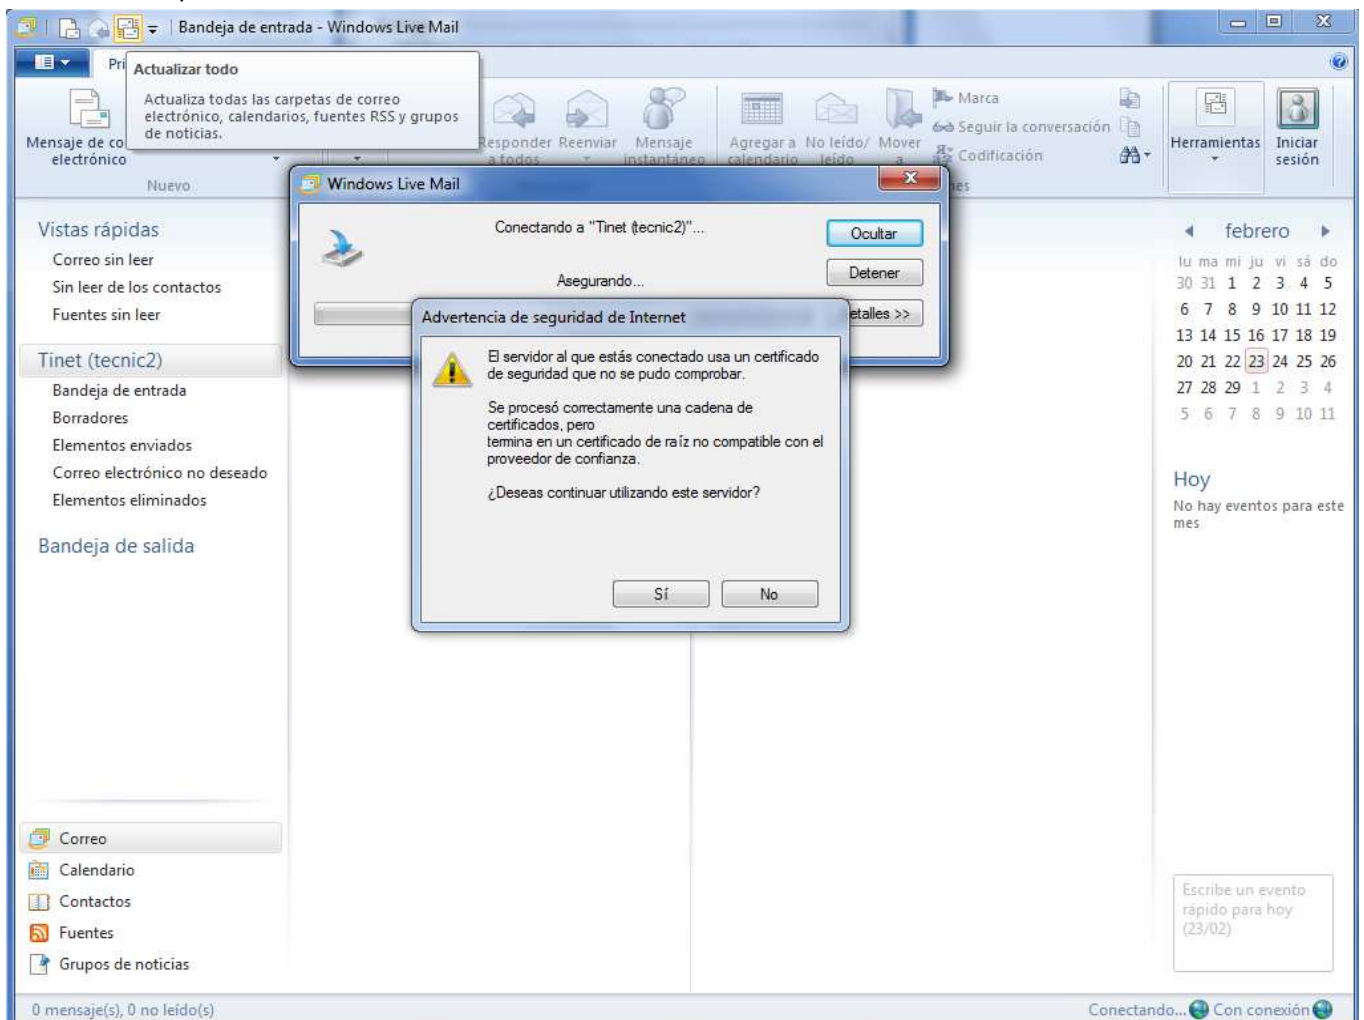 Bandeja de entrada - Windows Live Mail
Pri
Actualizar todo
Actualiza todas las carpetas de correo
electrónico, calendarios, fuentes RSS y grupos
de noticias.
Mensaje de co
electrónico
Nuevo
Responder
a todos
Reenviar
Mensaje
instantáneo
Agregar a
calendario
No leído/
leído
Mover
a
Marca
Seguir la conversación
Codificación
es
Herramientas
Iniciar
sesión
Windows Live Mail
Conectando a "Tinet (tecnic2)"...
Asegurando...
Ocultar
Detener
etalles >>
Advertencia de seguridad de Internet
El servidor al que estás conectado usa un certificado
de seguridad que no se pudo comprobar.
Se procesó correctamente una cadena de
certificados, pero
termina en un certificado de raíz no compatible con el
proveedor de confianza.
¿Deseas continuar utilizando este servidor?
Sí
No
Vistas rápidas
Correo sin leer
Sin leer de los contactos
Fuentes sin leer
Tinet (tecnic2)
Bandeja de entrada
Borradores
Elementos enviados
Correo electrónico no deseado
Elementos eliminados
Bandeja de salida
Correo
Calendario
Contactos
Fuentes
Grupos de noticias
febrero
lu ma mi ju vi sá do
30 31 1 2 3 4 5
6 7 8 9 10 11 12
13 14 15 16 17 18 19
20 21 22 23 24 25 26
27 28 29 1 2 3 4
5 6 7 8 9 10 11
Hoy
No hay eventos para este
mes
Escribe un evento
rápido para hoy
(23/02)
0 mensaje(s), 0 no leído(s)
Conectando... Con conexión